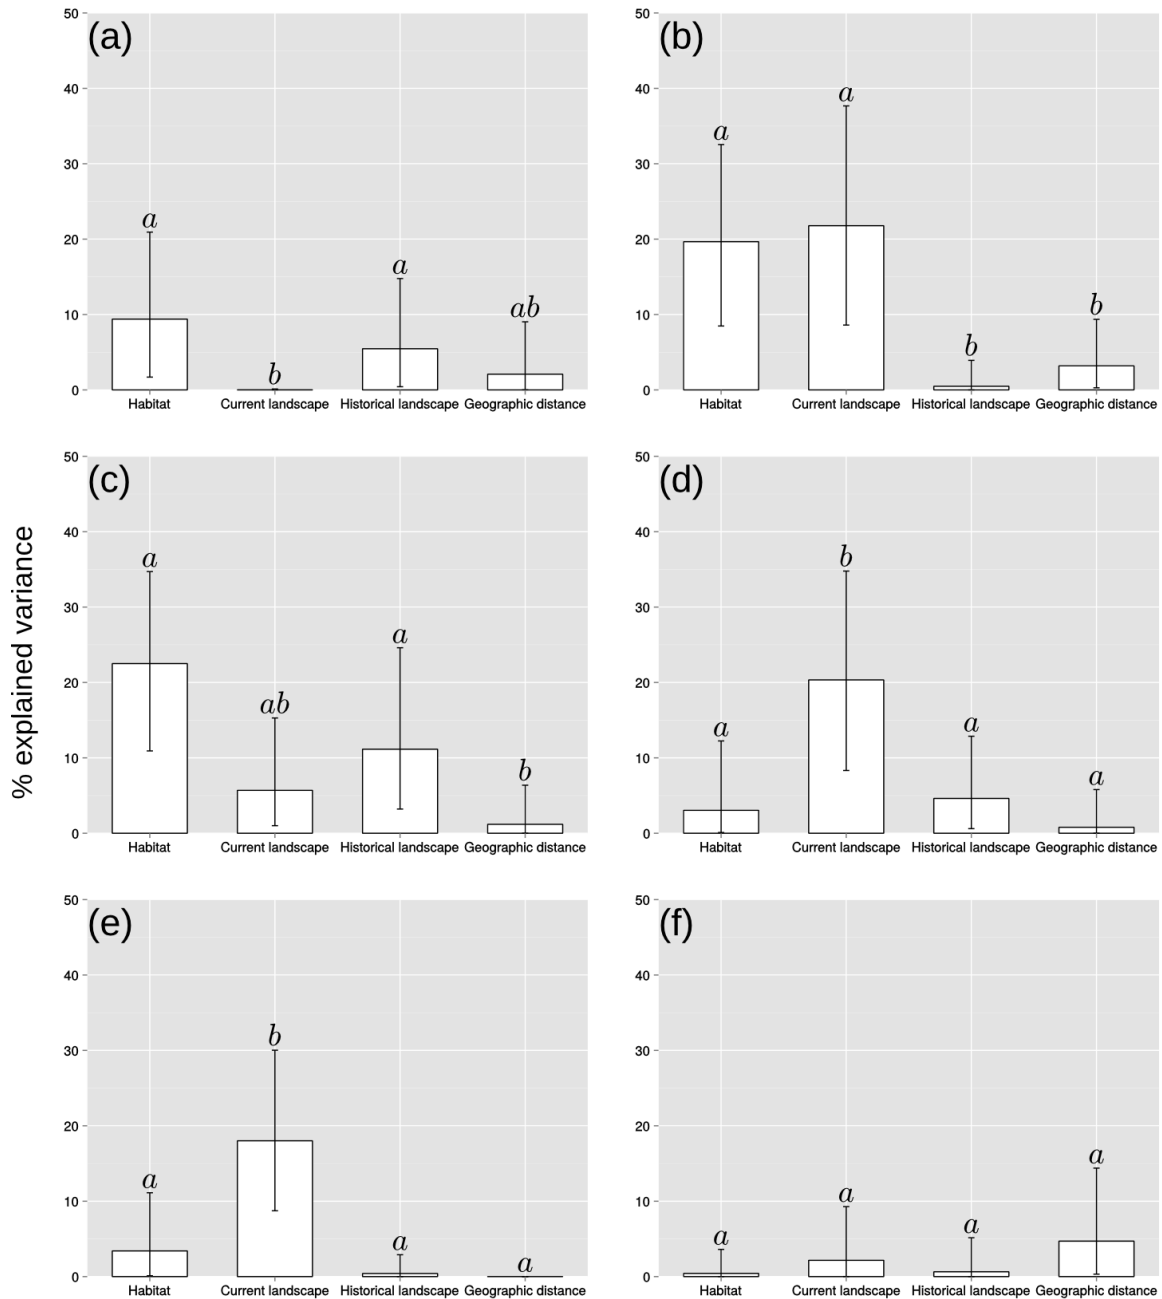 % explained variance
(a)
50
40
30
20
10
0
a
b
a
ab
Habitat
Current landscape
Historical landscape
Geographic distance
(b)
50
40
30
20
10
0
a
a
b
b
Habitat
Current landscape
Historical landscape
Geographic distance
(c)
50
40
30
20
10
0
a
ab
a
b
Habitat
Current landscape
Historical landscape
Geographic distance
(d)
50
40
30
20
10
0
a
b
a
a
Habitat
Current landscape
Historical landscape
Geographic distance
(e)
50
40
30
20
10
0
a
b
a
a
Habitat
Current landscape
Historical landscape
Geographic distance
(f)
50
40
30
20
10
0
a
a
a
a
Habitat
Current landscape
Historical landscape
Geographic distance